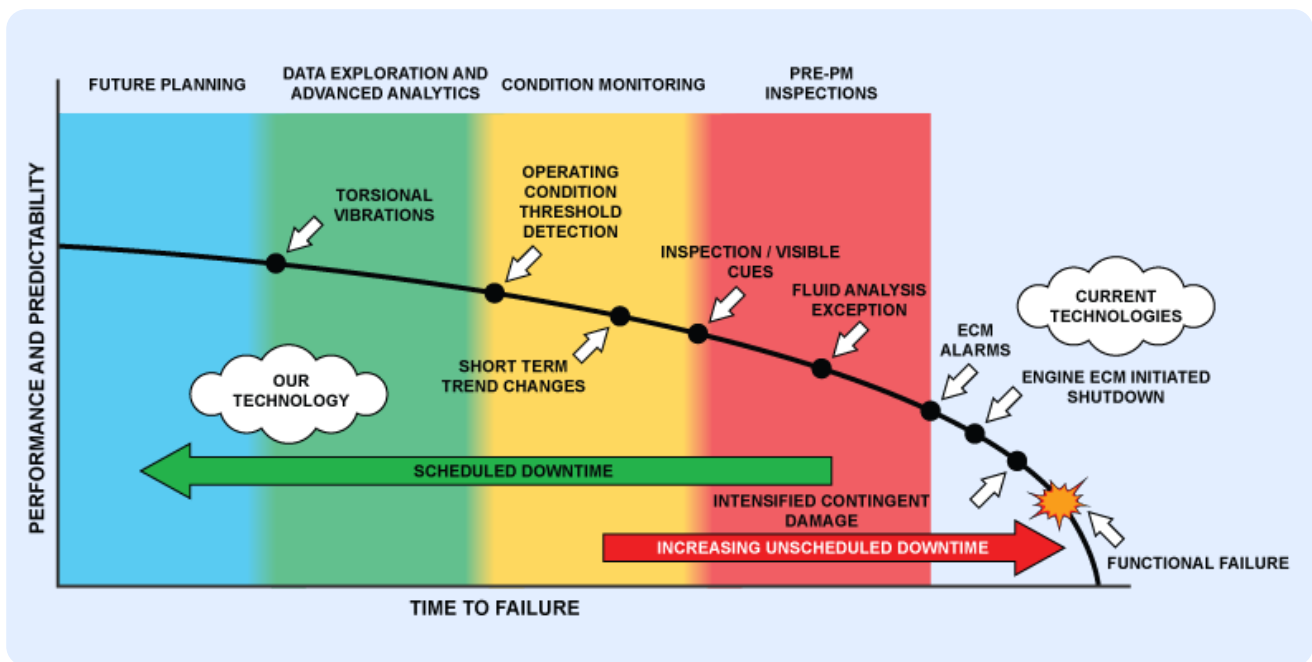 FUTURE PLANNING
DATA EXPLORATION AND
ADVANCED ANALYTICS
CONDITION MONITORING
PRE-PM
INSPECTIONS
PERFORMANCE AND PREDICTABILITY
TORSIONAL
VIBRATIONS
OPERATING
CONDITION
THRESHOLD
DETECTION
INSPECTION / VISIBLE
CUES
FLUID ANALYSIS
EXCEPTION
CURRENT
TECHNOLOGIES
ECM
ALARMS
ENGINE ECM INITIATED
SHUTDOWN
SHORT TERM
TREND CHANGES
OUR
TECHNOLOGY
SCHEDULED DOWNTIME
INTENSIFIED CONTINGENT
DAMAGE
INCREASING UNSCHEDULED DOWNTIME
FUNCTIONAL FAILURE
TIME TO FAILURE